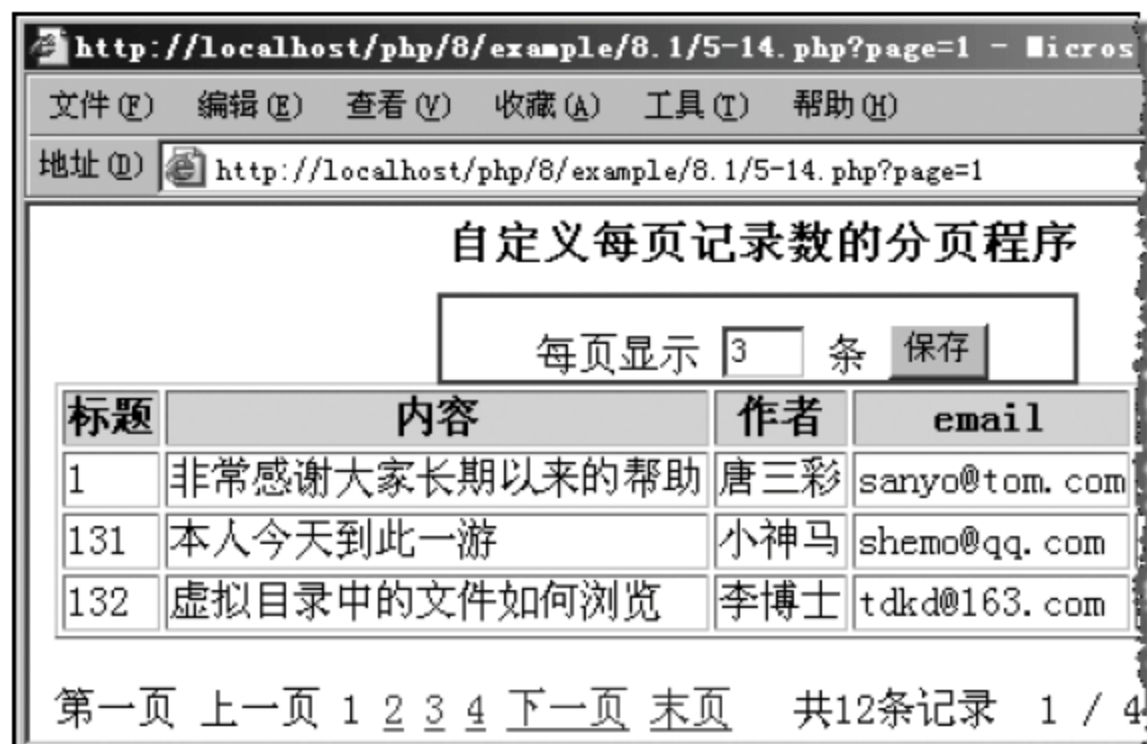 http://localhost/php/8/example/8.1/5-14.php?page=1 - Micros
文件(F) 编辑(E) 查看(V) 收藏(A) 工具(T) 帮助(H)
地址(D) http://localhost/php/8/example/8.1/5-14.php?page=1
自定义每页记录数的分页程序
每页显示 3 条 保存
标题 内容 作者 email
1 非常感谢大家长期以来的帮助 唐三彩 sanyo@tom.com
131 本人今天到此一游 小神马 shemo@qq.com
132 虚拟目录中的文件如何浏览 李博士 tdkd@163.com
第一页 上一页 1 2 3 4 下一页 末页 共12条记录 1 / 4